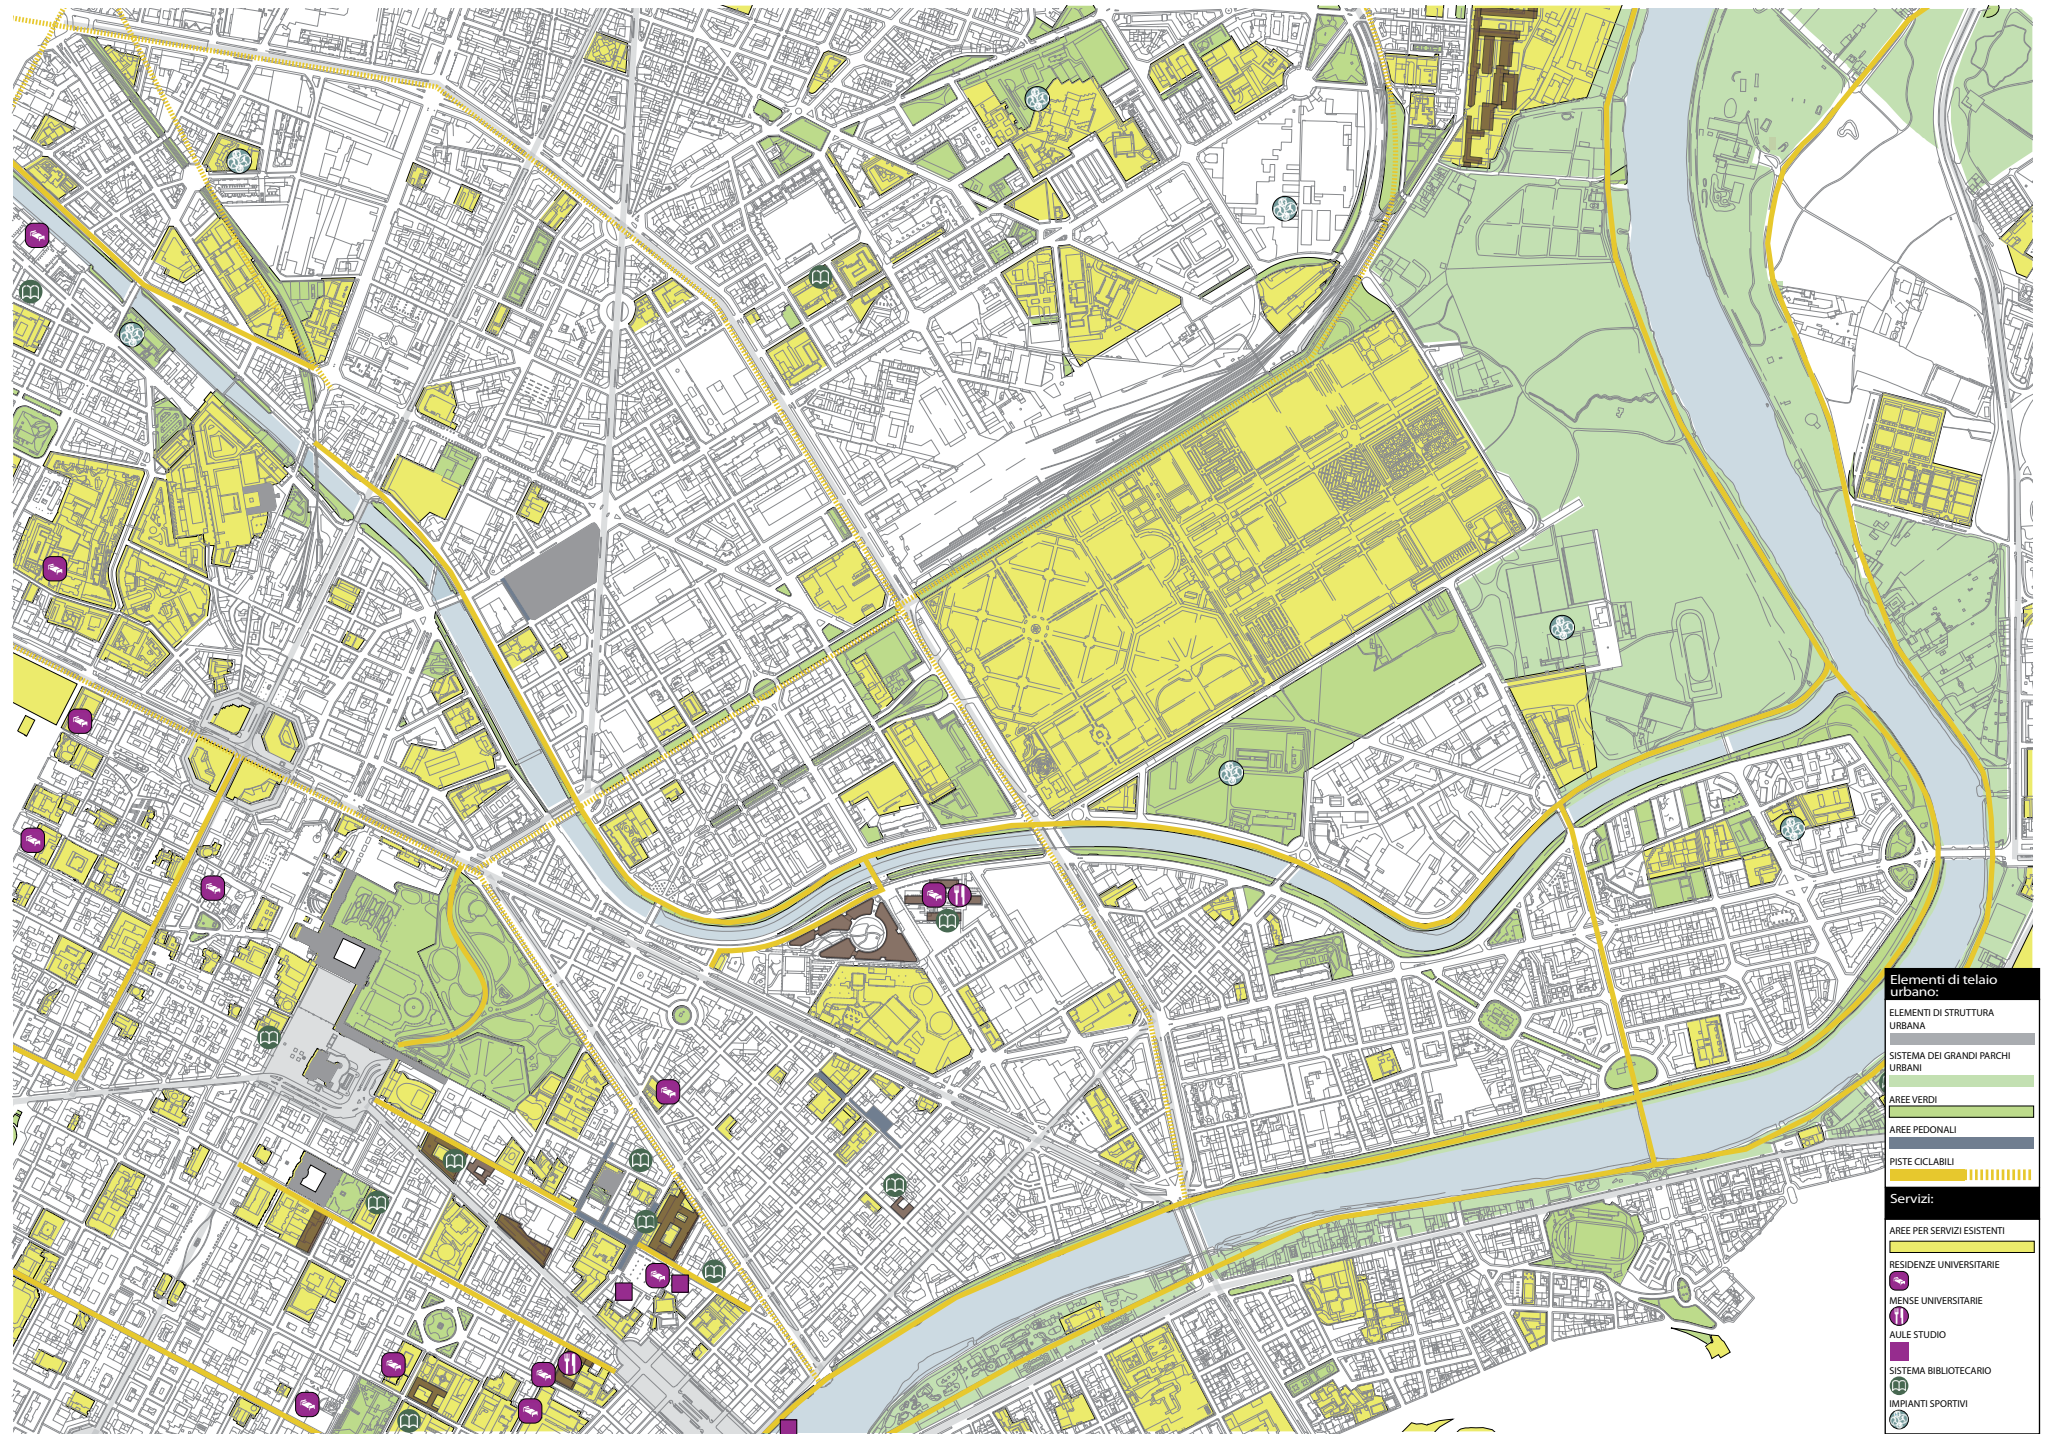 Elementi di telaio
urbano:
ELEMENTI DI STRUTTURA
URBANA
SISTEMA DEI GRANDI PARCHI
URBANI
AREE VERDI
AREE PEDONALI
PISTE CICLABILI
Servizi:
AREE PER SERVIZI ESISTENTI
RESIDENZE UNIVERSITARIE
MENSE UNIVERSITARIE
AULE STUDIO
SISTEMA BIBLIOTECARIO
IMPIANTI SPORTIVI